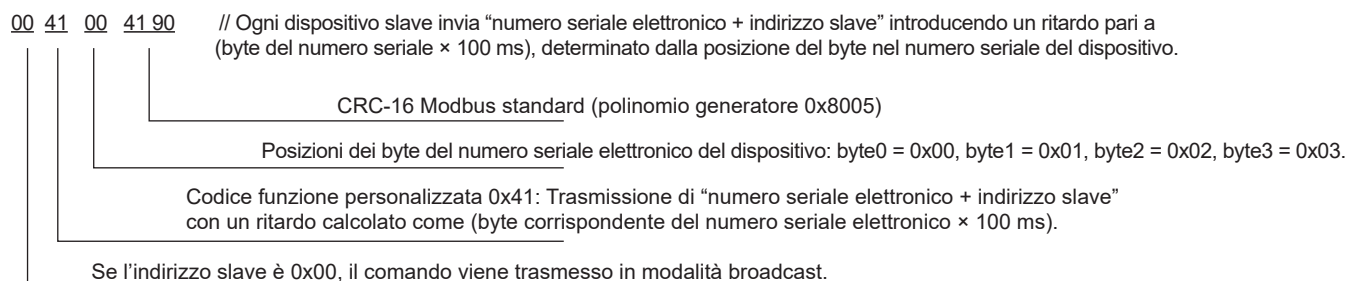 00 41 00 41 90 // Ogni dispositivo slave invia “numero seriale elettronico + indirizzo slave” introducendo un ritardo pari a
(byte del numero seriale × 100 ms), determinato dalla posizione del byte nel numero seriale del dispositivo.
CRC-16 Modbus standard (polinomio generatore 0x8005)
Posizioni dei byte del numero seriale elettronico del dispositivo: byte0 = 0x00, byte1 = 0x01, byte2 = 0x02, byte3 = 0x03.
Codice funzione personalizzata 0x41: Trasmissione di “numero seriale elettronico + indirizzo slave”
con un ritardo calcolato come (byte corrispondente del numero seriale elettronico × 100 ms).
Se l’indirizzo slave è 0x00, il comando viene trasmesso in modalità broadcast.